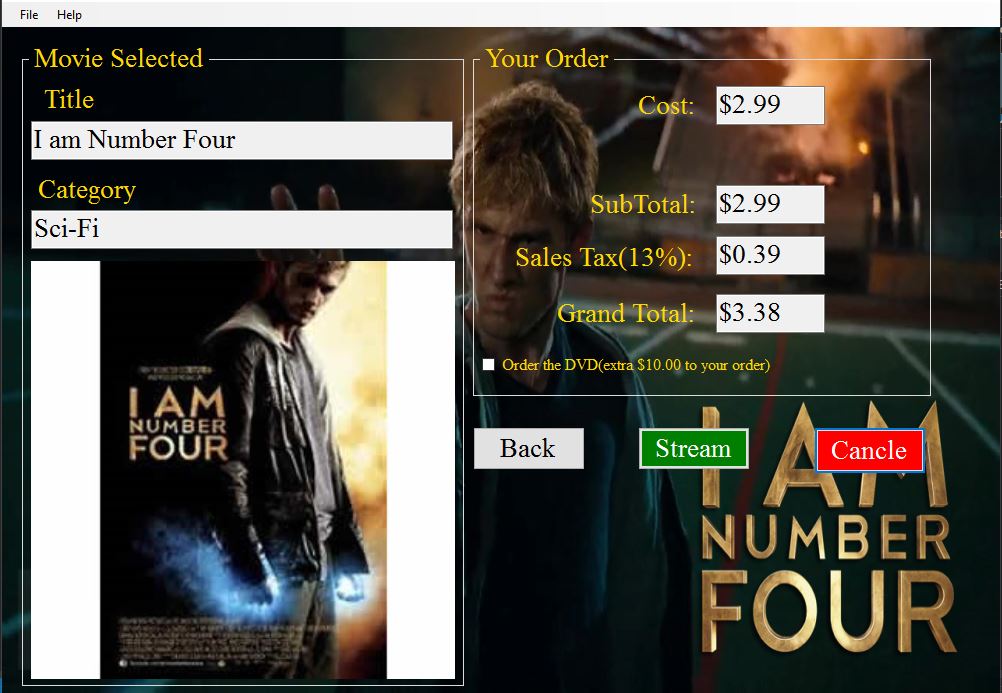 File Help
Movie Selected
Title
I am Number Four
Category
Sci-Fi
I AM
NUMBER
FOUR
Your Order
Cost: $2.99
SubTotal: $2.99
Sales Tax(13%): $0.39
Grand Total: $3.38
Order the DVD(extra $10.00 to your order)
Back Stream Cancle
I AM
NUMBER
FOUR